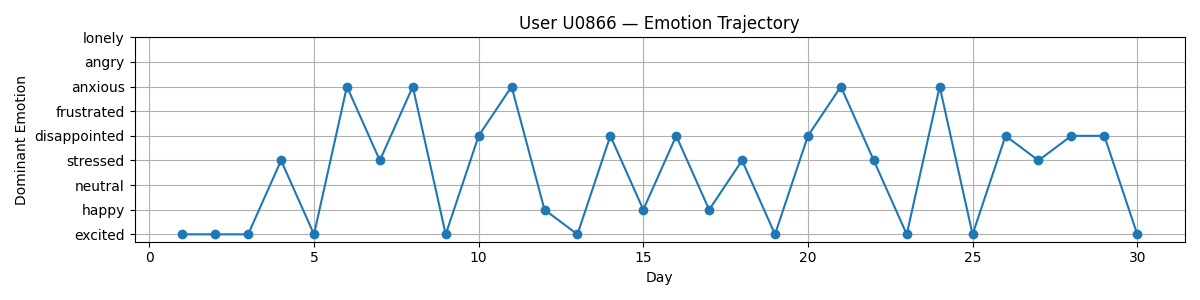 User U0866 — Emotion Trajectory
Dominant Emotion
lonely
angry
anxious
frustrated
disappointed
stressed
neutral
happy
excited
0 5 10 15 20 25 30
Day